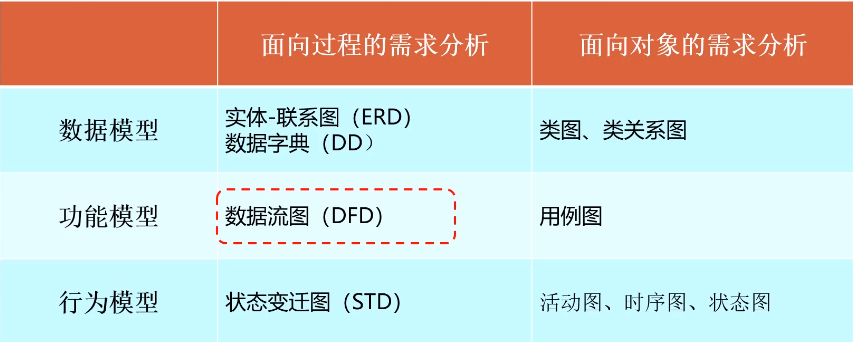 面向过程的需求分析
面向对象的需求分析
数据模型
实体-联系图（ERD）
数据字典（DD）
类图、类关系图
功能模型
数据流图（DFD）
用例图
行为模型
状态变迁图（STD）
活动图、时序图、状态图